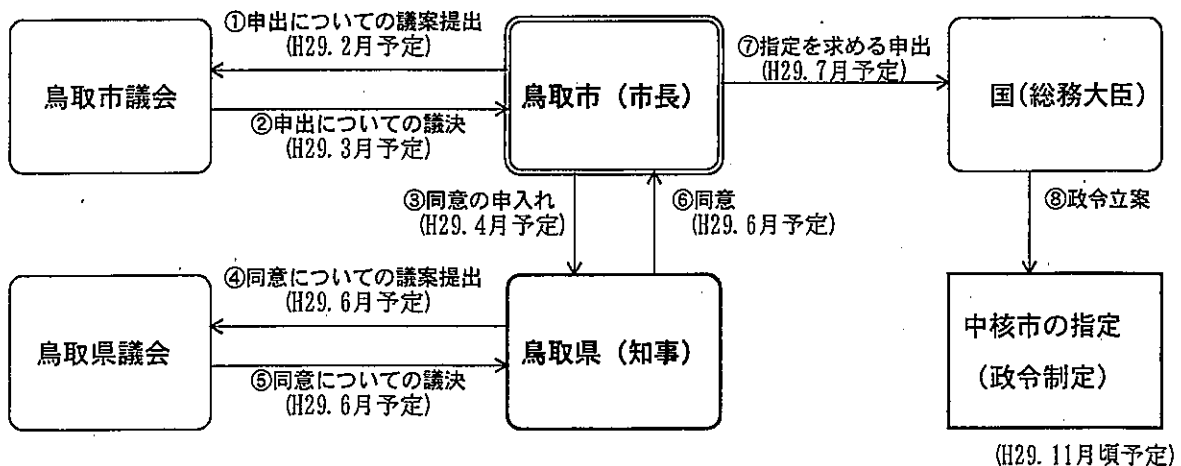 ①申出についての議案提出
(H29.2月予定)
鳥取市議会
②申出についての議決
(H29.3月予定)
鳥取市（市長）
⑦指定を求める申出
(H29.7月予定)
国(総務大臣)
③同意の申入れ
(H29.4月予定)
⑥同意
(H29.6月予定)
⑧政令立案
④同意についての議案提出
(H29.6月予定)
鳥取県議会
⑤同意についての議決
(H29.6月予定)
鳥取県（知事）
中核市の指定
（政令制定）
(H29.11月頃予定)